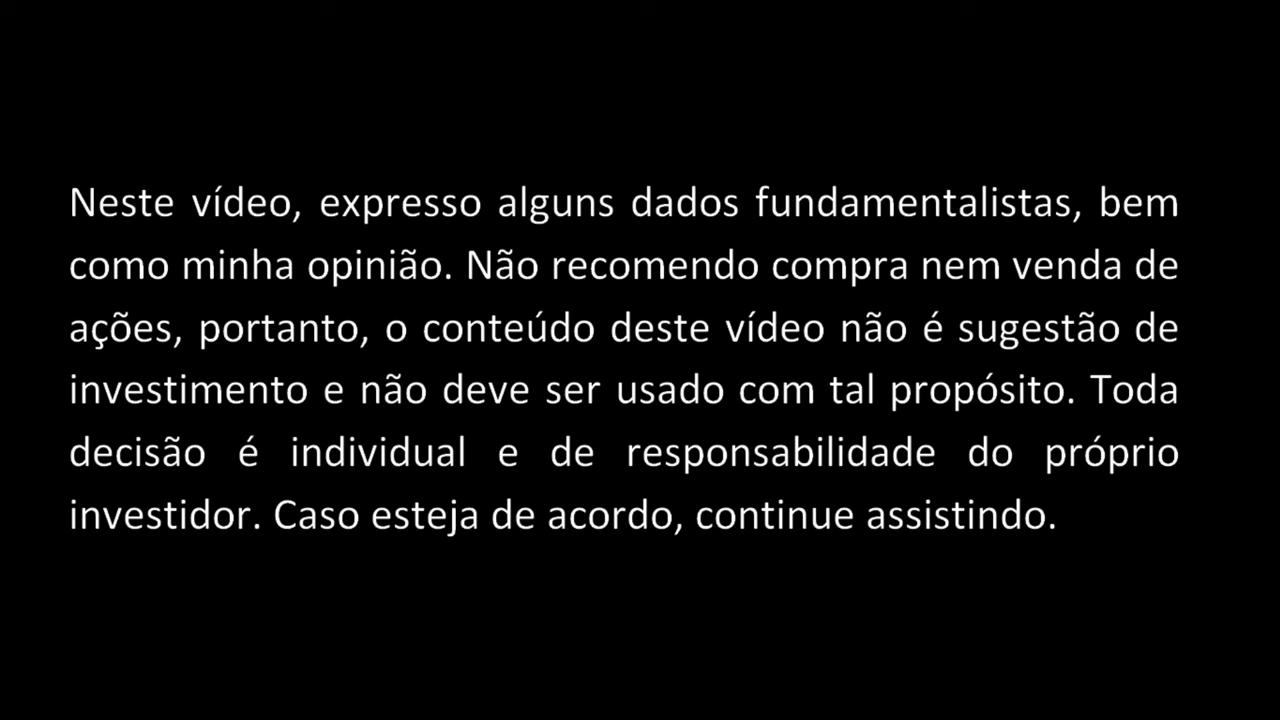 Neste vídeo, expresso alguns dados fundamentalistas, bem
como minha opinião. Não recomendo compra nem venda de
ações, portanto, o conteúdo deste vídeo não é sugestão de
investimento e não deve ser usado com tal propósito. Toda
decisão é individual e de responsabilidade do próprio
investidor. Caso esteja de acordo, continue assistindo.